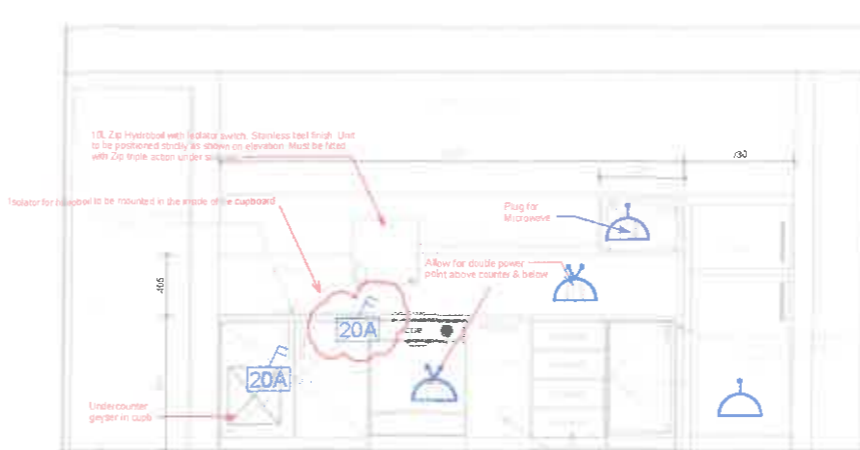 10L Zip Hydroboil with isolator switch. Stainless teel finish. Unit
to be positioned strictly as shown on elevation. Must be fitted
with Zip triple action under
730
Isolator for hydroboil to be mounted in the inside of the cupboard
Plug for
Microwave
Allow for double power
point above counter & below
20A
20A
Undercounter
geyser in cupb